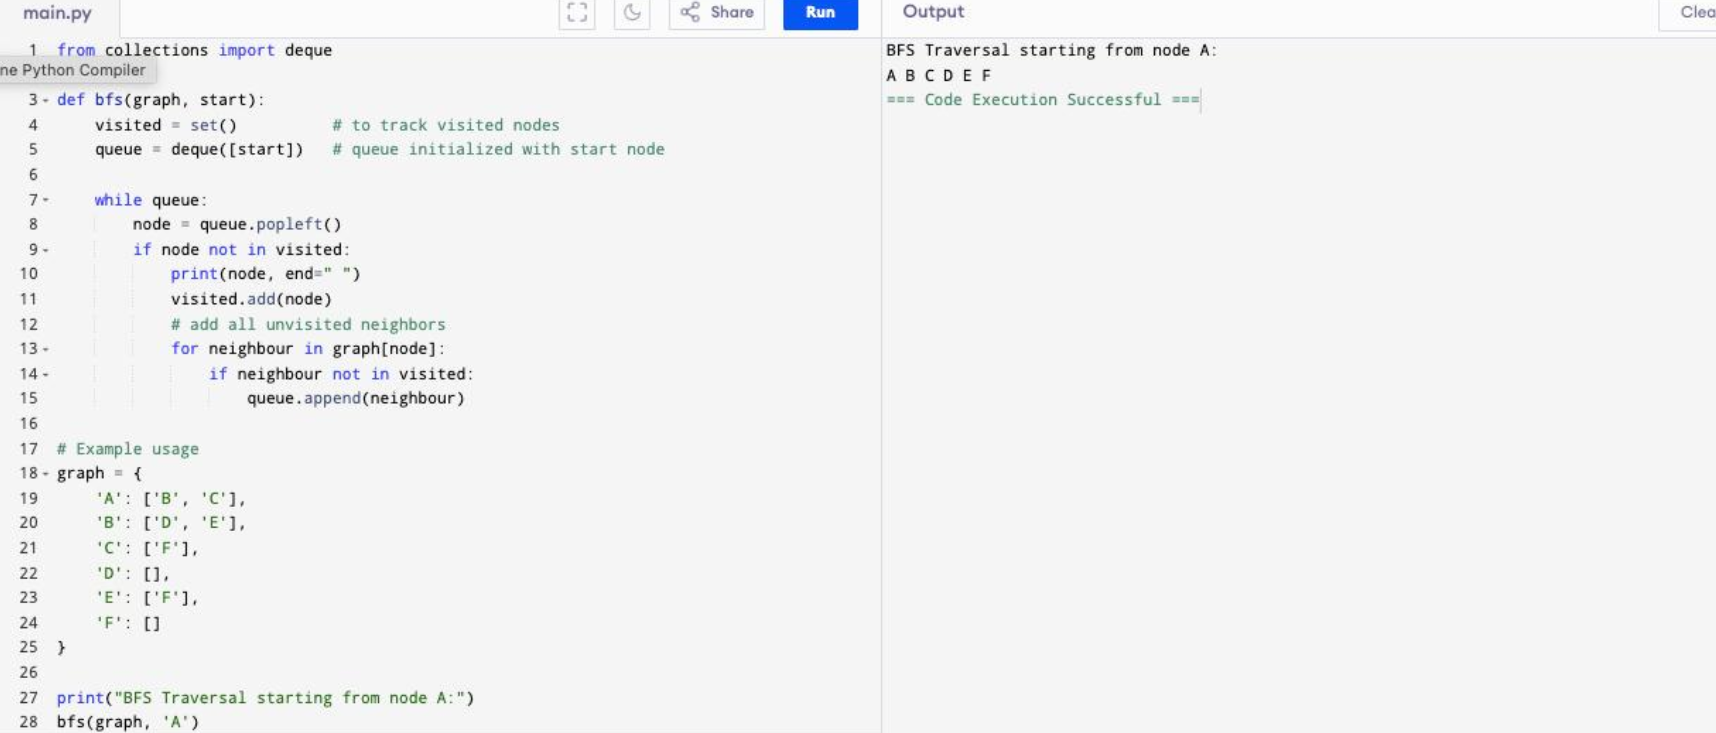 main.py
Share
Run
1 from collections import deque
ne Python Compiler
3 def bfs(graph, start):
4     visited = set()          # to track visited nodes
5     queue = deque([start])   # queue initialized with start node
6
7     while queue:
8         node = queue.popleft()
9         if node not in visited:
10             print(node, end=" ")
11             visited.add(node)
12             # add all unvisited neighbors
13             for neighbour in graph[node]:
14                 if neighbour not in visited:
15                     queue.append(neighbour)
16
17 # Example usage
18 graph = {
19     'A': ['B', 'C'],
20     'B': ['D', 'E'],
21     'C': ['F'],
22     'D': [],
23     'E': ['F'],
24     'F': []
25 }
26
27 print("BFS Traversal starting from node A:")
28 bfs(graph, 'A')
Output
Clea
BFS Traversal starting from node A:
A B C D E F
=== Code Execution Successful ===